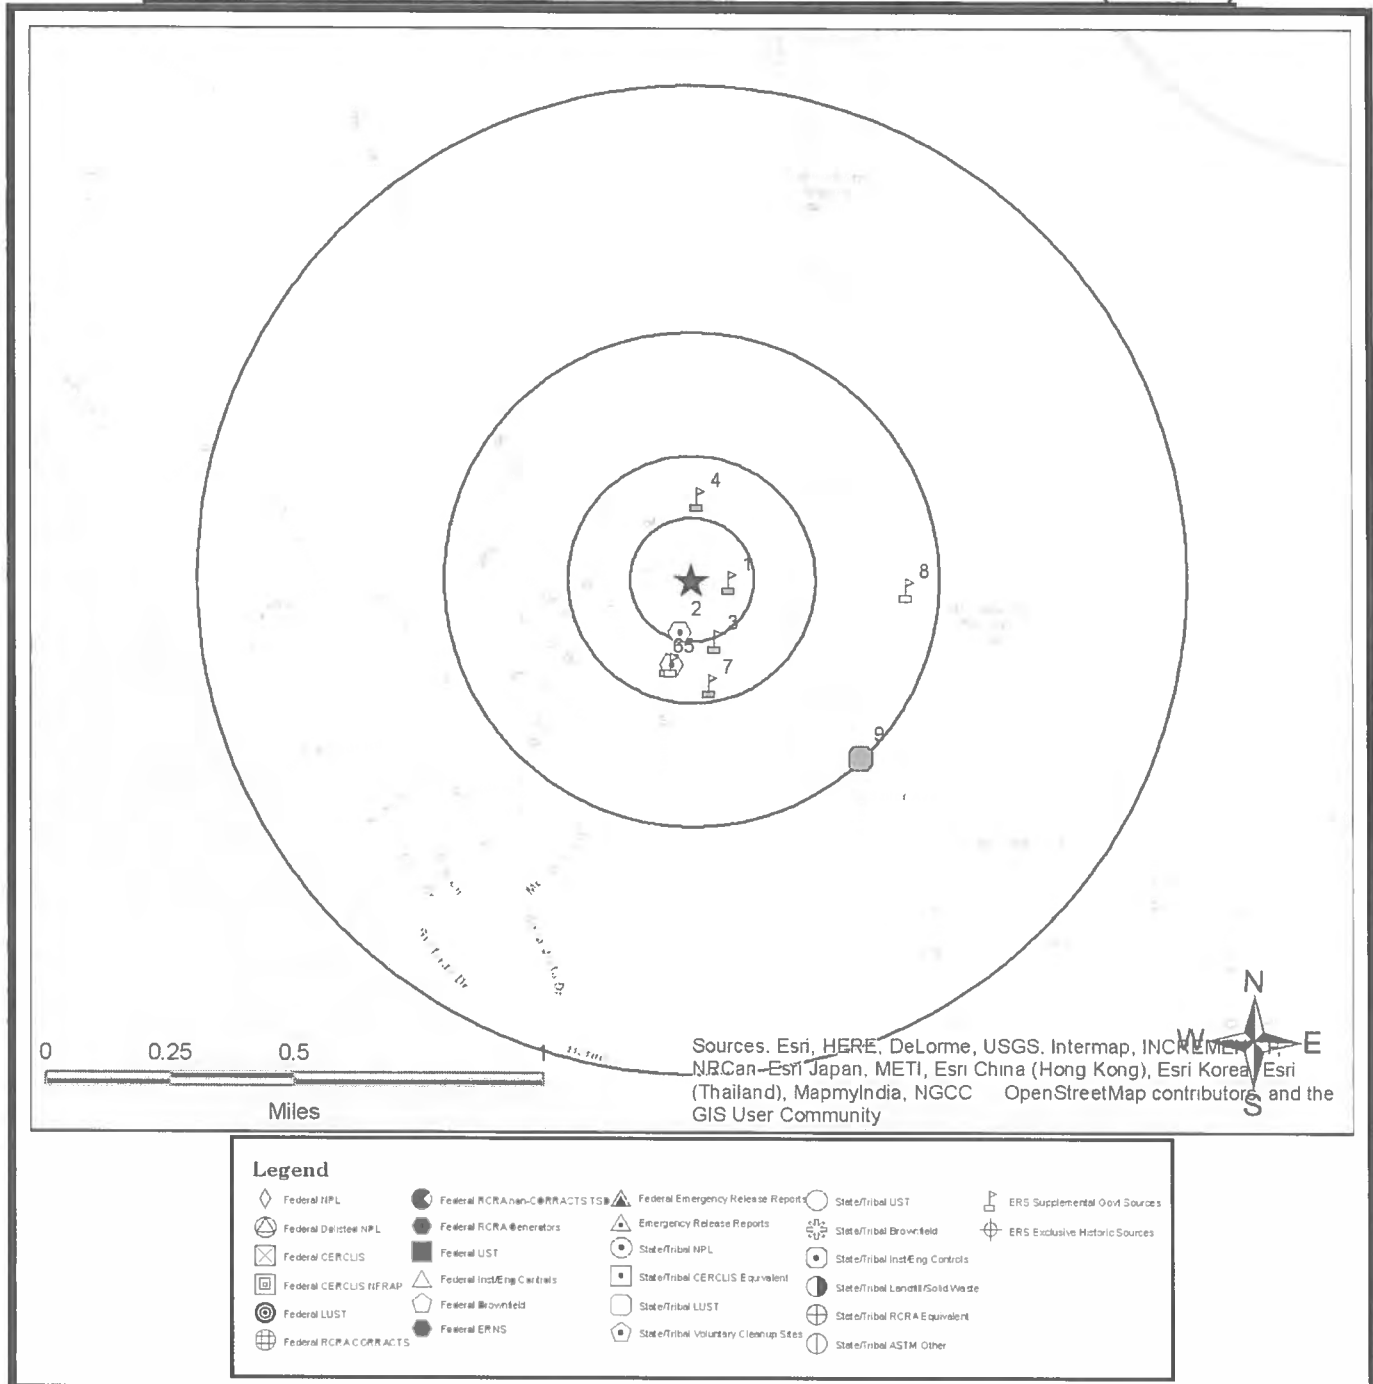 4
1
8
2
3
65
7
9
N
W E
S
0 0.25 0.5 1
Miles
Sources. Esri, HERE, DeLorme, USGS. Intermap, INCREMENT P,
NRCan Esri Japan, METI, Esri China (Hong Kong), Esri Korea, Esri
(Thailand), MapmyIndia, NGCC OpenStreetMap contributors, and the
GIS User Community
Legend
Federal NPL
Federal Delisted NPL
Federal CERCLIS
Federal CERCLIS NFRAP
Federal LUST
Federal RCRA CORRACTS
Federal RCRA non-CORRACTS TSD
Federal RCRA Generators
Federal UST
Federal Inst/Eng Controls
Federal Brownfield
Federal ERNS
Federal Emergency Release Reports
Emergency Release Reports
State/Tribal NPL
State/Tribal CERCLIS Equivalent
State/Tribal LUST
State/Tribal Voluntary Cleanup Sites
State/Tribal UST
State/Tribal Brownfield
State/Tribal Inst/Eng Controls
State/Tribal Landfill/Solid Waste
State/Tribal RCRA Equivalent
State/Tribal ASTM Other
ERS Supplemental Govt Sources
ERS Exclusive Historic Sources